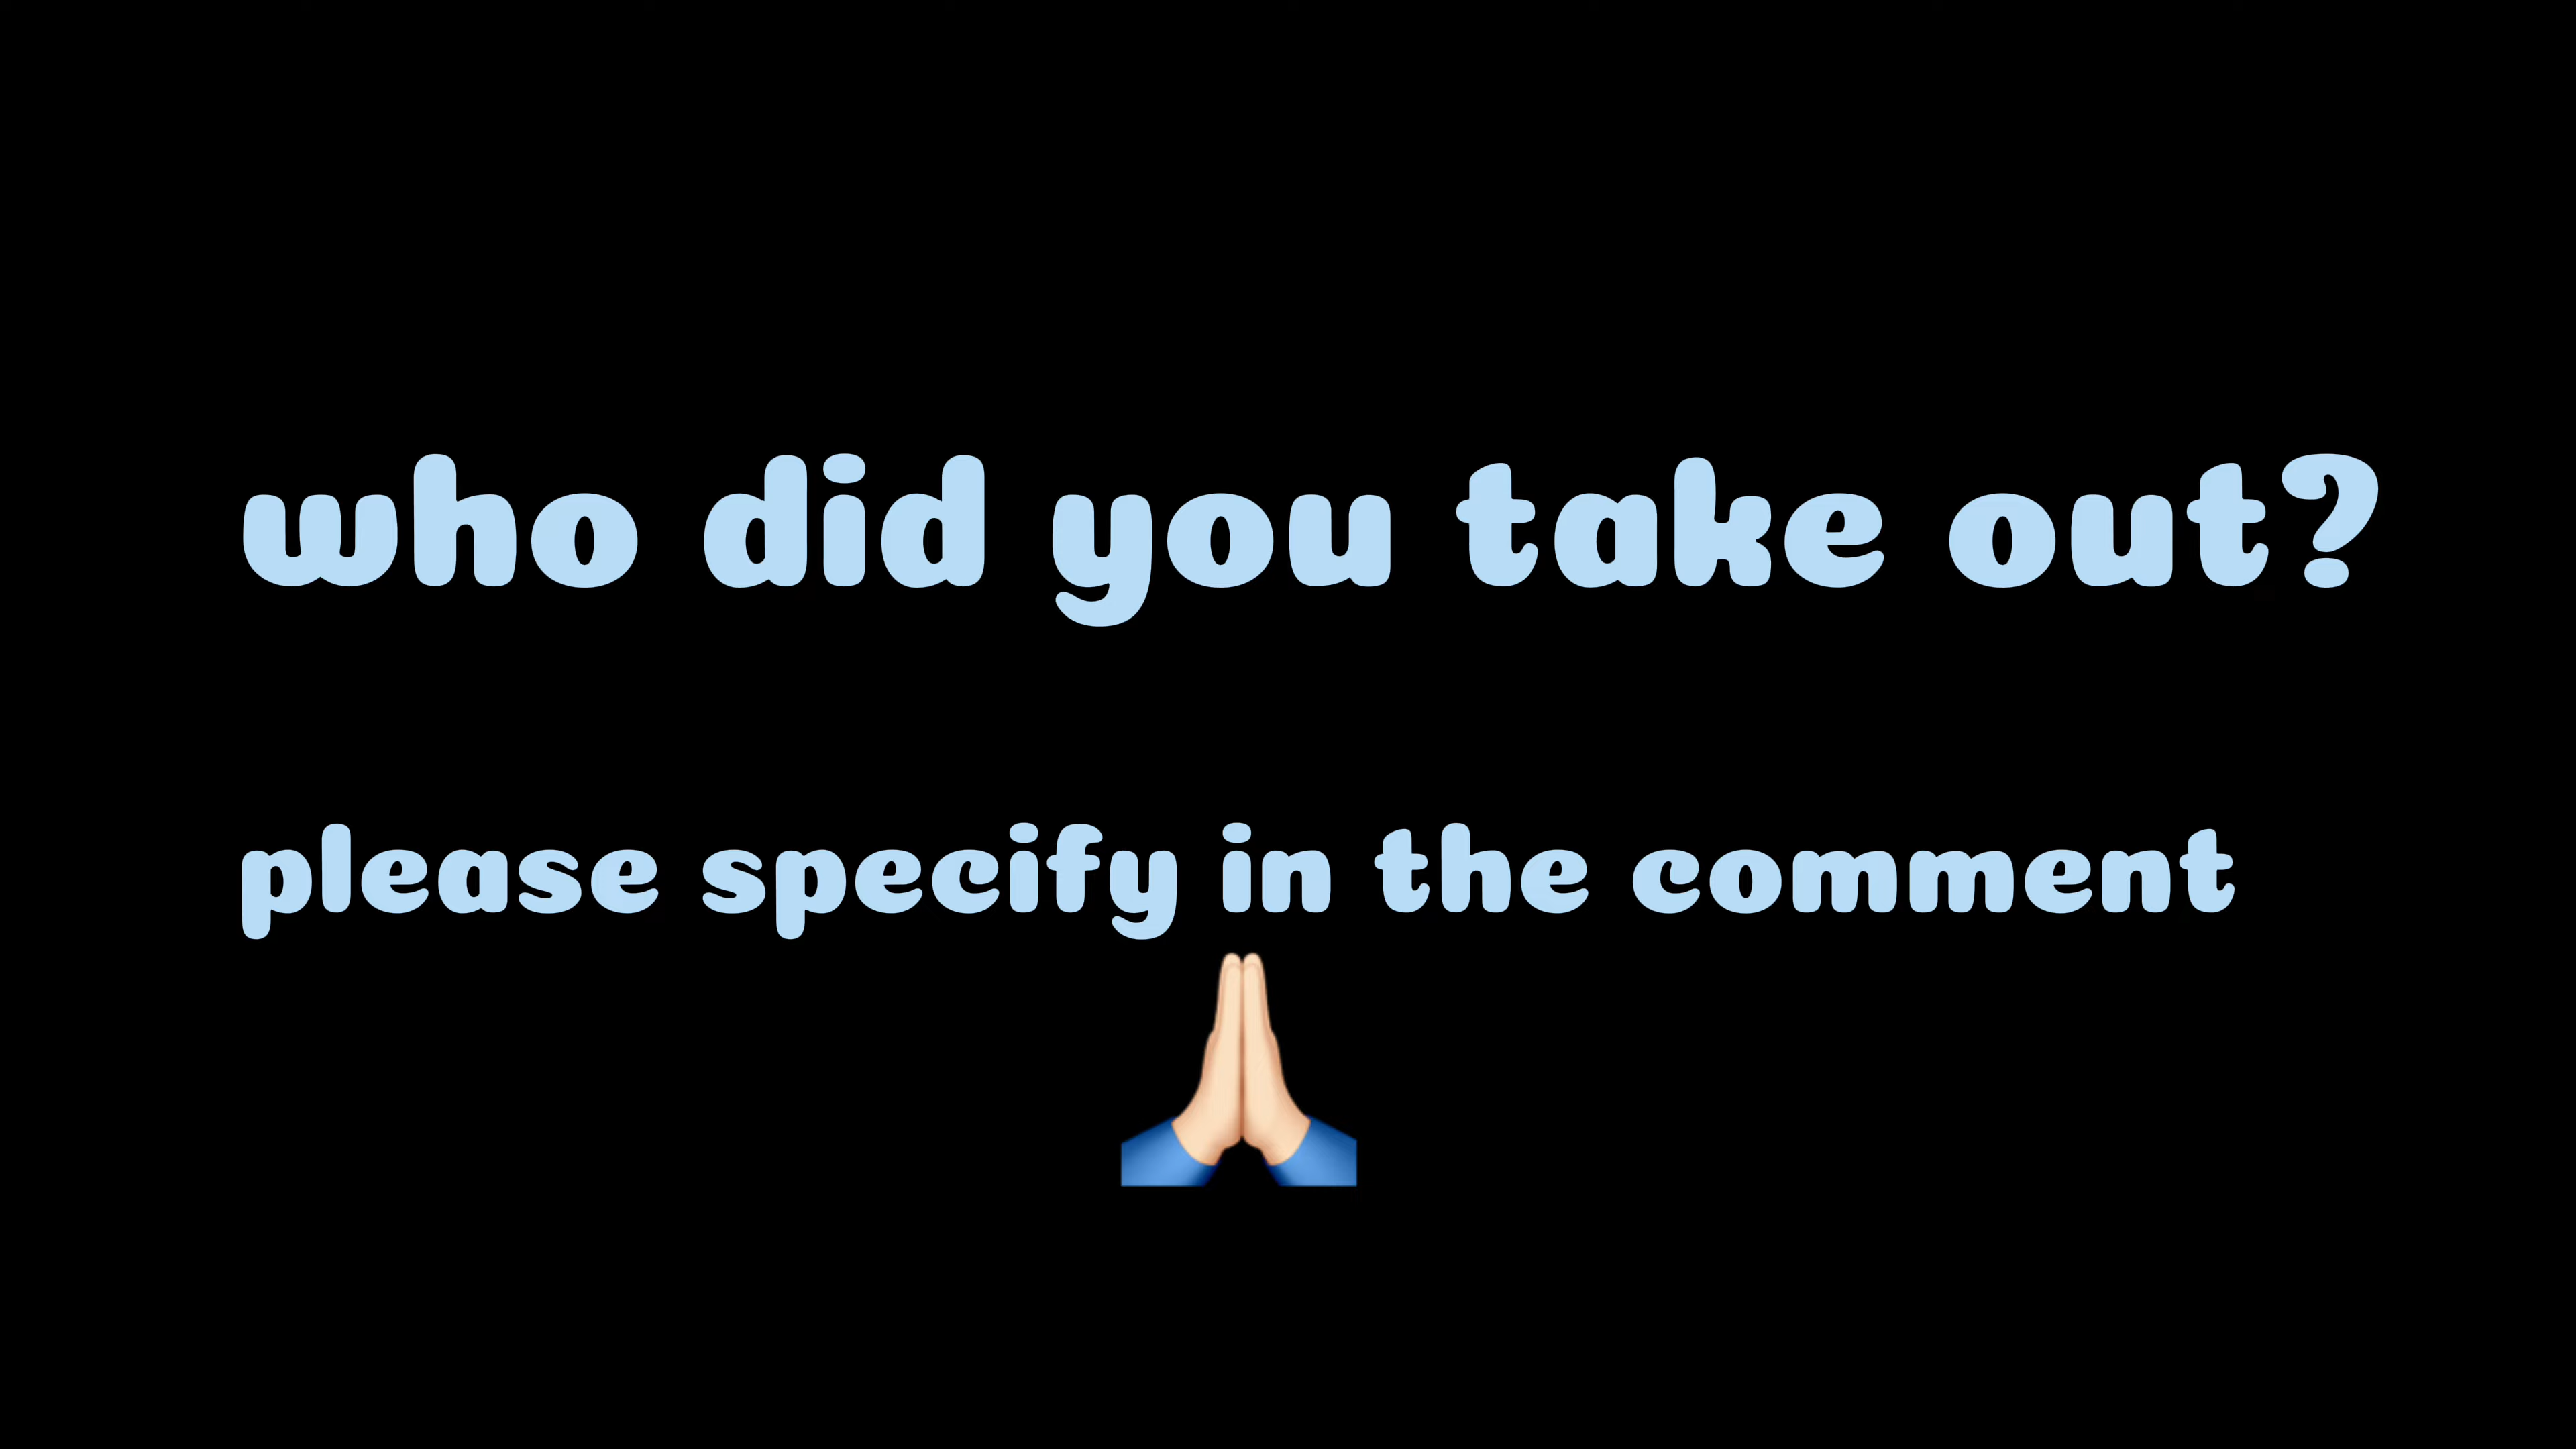 who did you take out?
please specify in the comment
🙏🏻